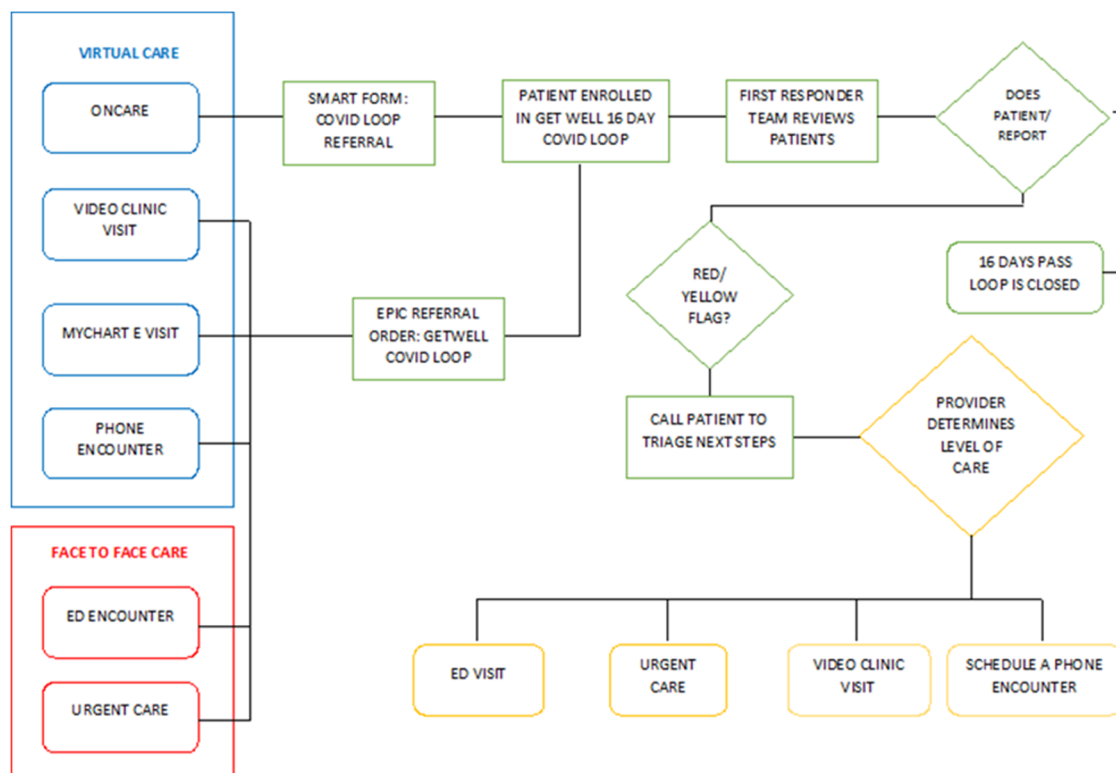 VIRTUAL CARE
ONCARE
VIDEO CLINIC
VISIT
MYCHART E VISIT
PHONE
ENCOUNTER
FACE TO FACE CARE
ED ENCOUNTER
URGENT CARE
SMART FORM:
COVID LOOP
REFERRAL
EPIC REFERRAL
ORDER: GETWELL
COVID LOOP
PATIENT ENROLLED
IN GET WELL 16 DAY
COVID LOOP
FIRST RESPONDER
TEAM REVIEWS
PATIENTS
DOES
PATIENT/
REPORT
RED/
YELLOW
FLAG?
16 DAYS PASS
LOOP IS CLOSED
CALL PATIENT TO
TRIAGE NEXT STEPS
PROVIDER
DETERMINES
LEVEL OF
CARE
ED VISIT
URGENT
CARE
VIDEO CLINIC
VISIT
SCHEDULE A PHONE
ENCOUNTER